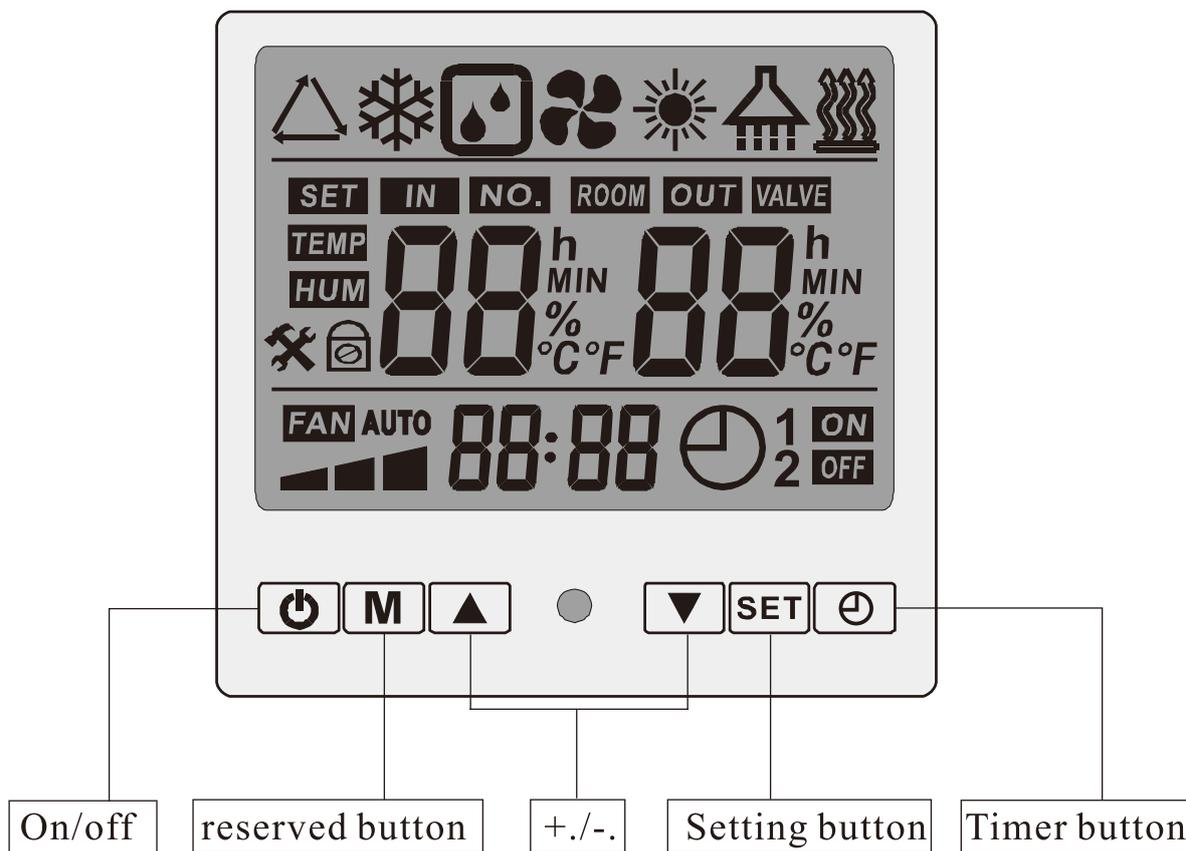 SET IN NO. ROOM OUT VALVE
TEMP 88 h 88 h
MIN MIN
HUM
% %
°C°F °C°F
FAN AUTO 88:88 1 ON
2 OFF
M SET
On/off reserved button +./-. Setting button Timer button